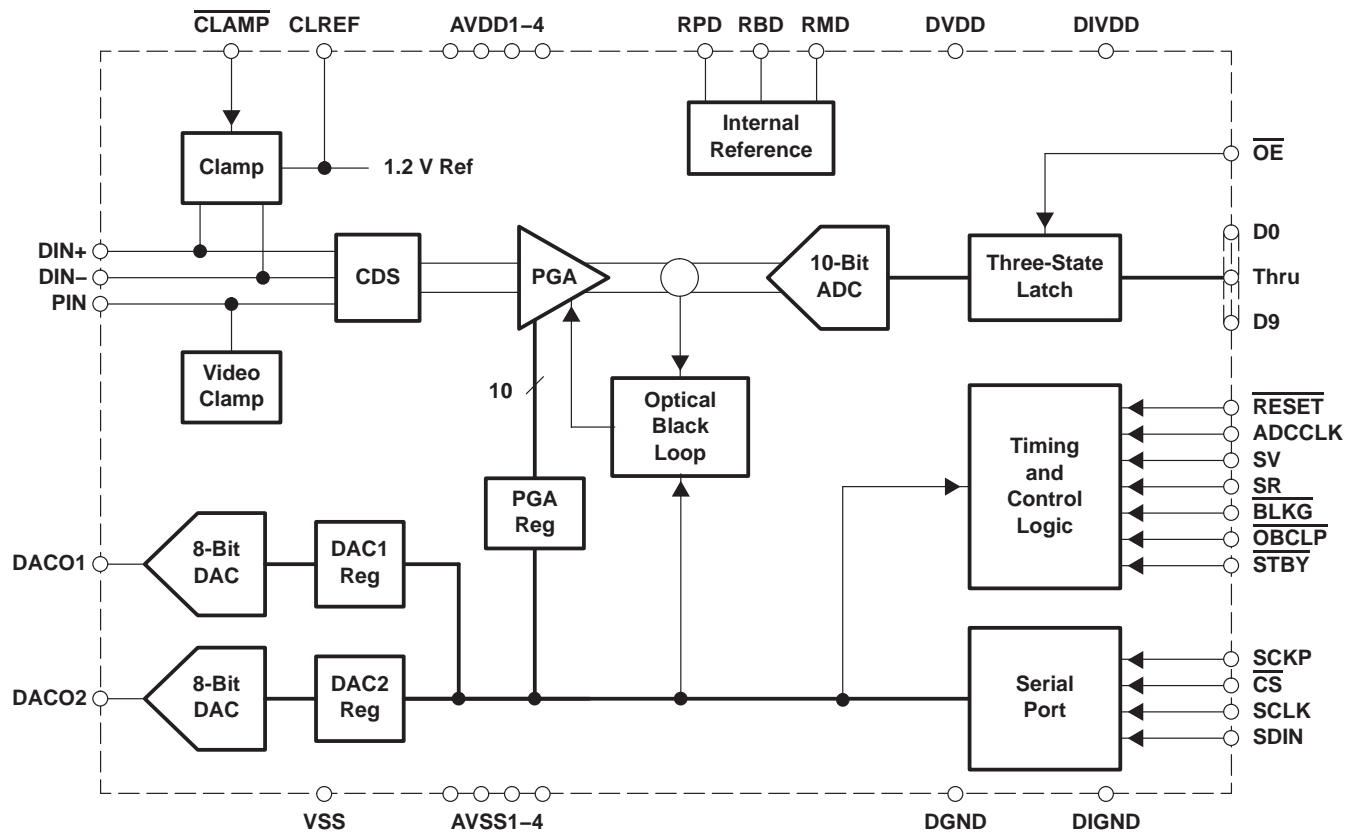 CLAMP CLREF AVDD1–4 RPD RBD RMD DVDD DIVDD
Internal
Reference
Clamp
1.2 V Ref
OE
D0
Thru
D9
DIN+
DIN–
PIN
CDS
PGA
10-Bit
ADC
Three-State
Latch
Video
Clamp
10
Optical
Black
Loop
PGA
Reg
Timing
and
Control
Logic
RESET
ADCCLK
SV
SR
BLKG
OBCLP
STBY
DACO1
8-Bit
DAC
DAC1
Reg
DACO2
8-Bit
DAC
DAC2
Reg
Serial
Port
SCKP
CS
SCLK
SDIN
VSS AVSS1–4 DGND DIGND